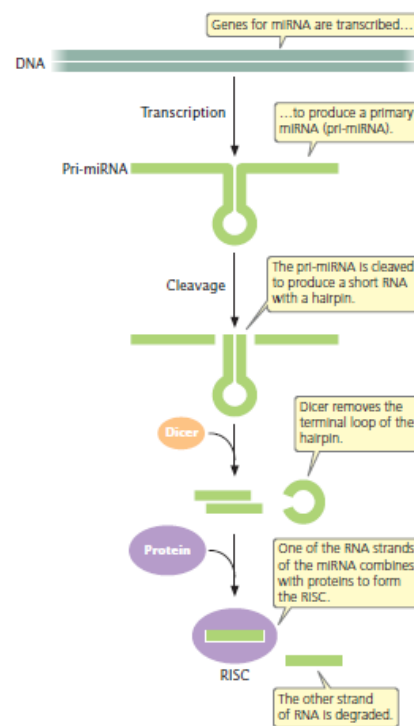 Genes for miRNA are transcribed…
DNA
Transcription
…to produce a primary
miRNA (pri-miRNA).
Pri-miRNA
The pri-miRNA is cleaved
to produce a short RNA
with a hairpin.
Cleavage
Dicer removes the
terminal loop of the
hairpin.
Dicer
Protein
One of the RNA strands
of the miRNA combines
with proteins to form
the RISC.
RISC
The other strand
of RNA is degraded.